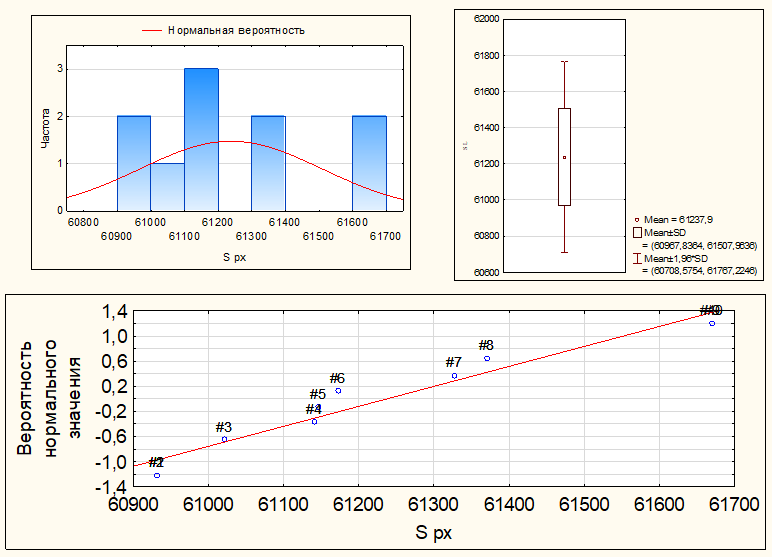 Нормальная вероятность
Частота
3
2
1
0
60800 61000 61200 61400 61600
60900 61100 61300 61500 61700
S px
62000
61800
61600
61400
61200
61000
60800
60600
Mean = 61237,9
Mean±SD
= (60967,8364, 61507,9636)
Mean±1,96*SD
= (60708,5754, 61767,2246)
Вероятность
нормального
значения
1,4
1,0
0,6
0,2
-0,2
-0,6
-1,0
-1,4
#3
#4
#5
#6
#7
#8
60900 61000 61100 61200 61300 61400 61500 61600 61700
S px